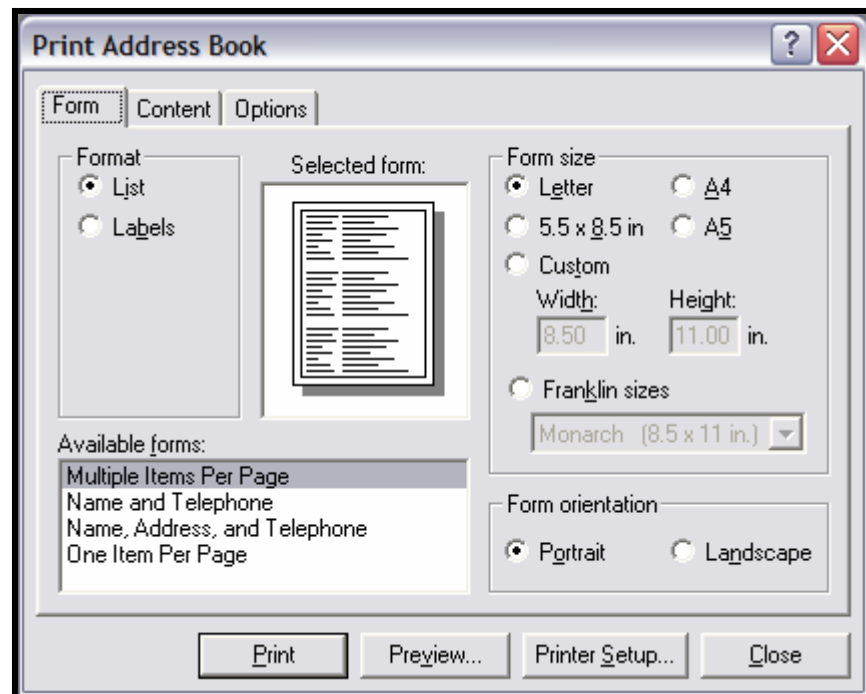 Print Address Book
Form Content Options
Format
List
Labels
Selected form:
Form size
Letter A4
5.5 x 8.5 in A5
Custom
Width: Height:
8.50 in. 11.00 in.
Franklin sizes
Monarch (8.5 x 11 in.)
Available forms:
Multiple Items Per Page
Name and Telephone
Name, Address, and Telephone
One Item Per Page
Form orientation
Portrait Landscape
Print Preview... Printer Setup... Close